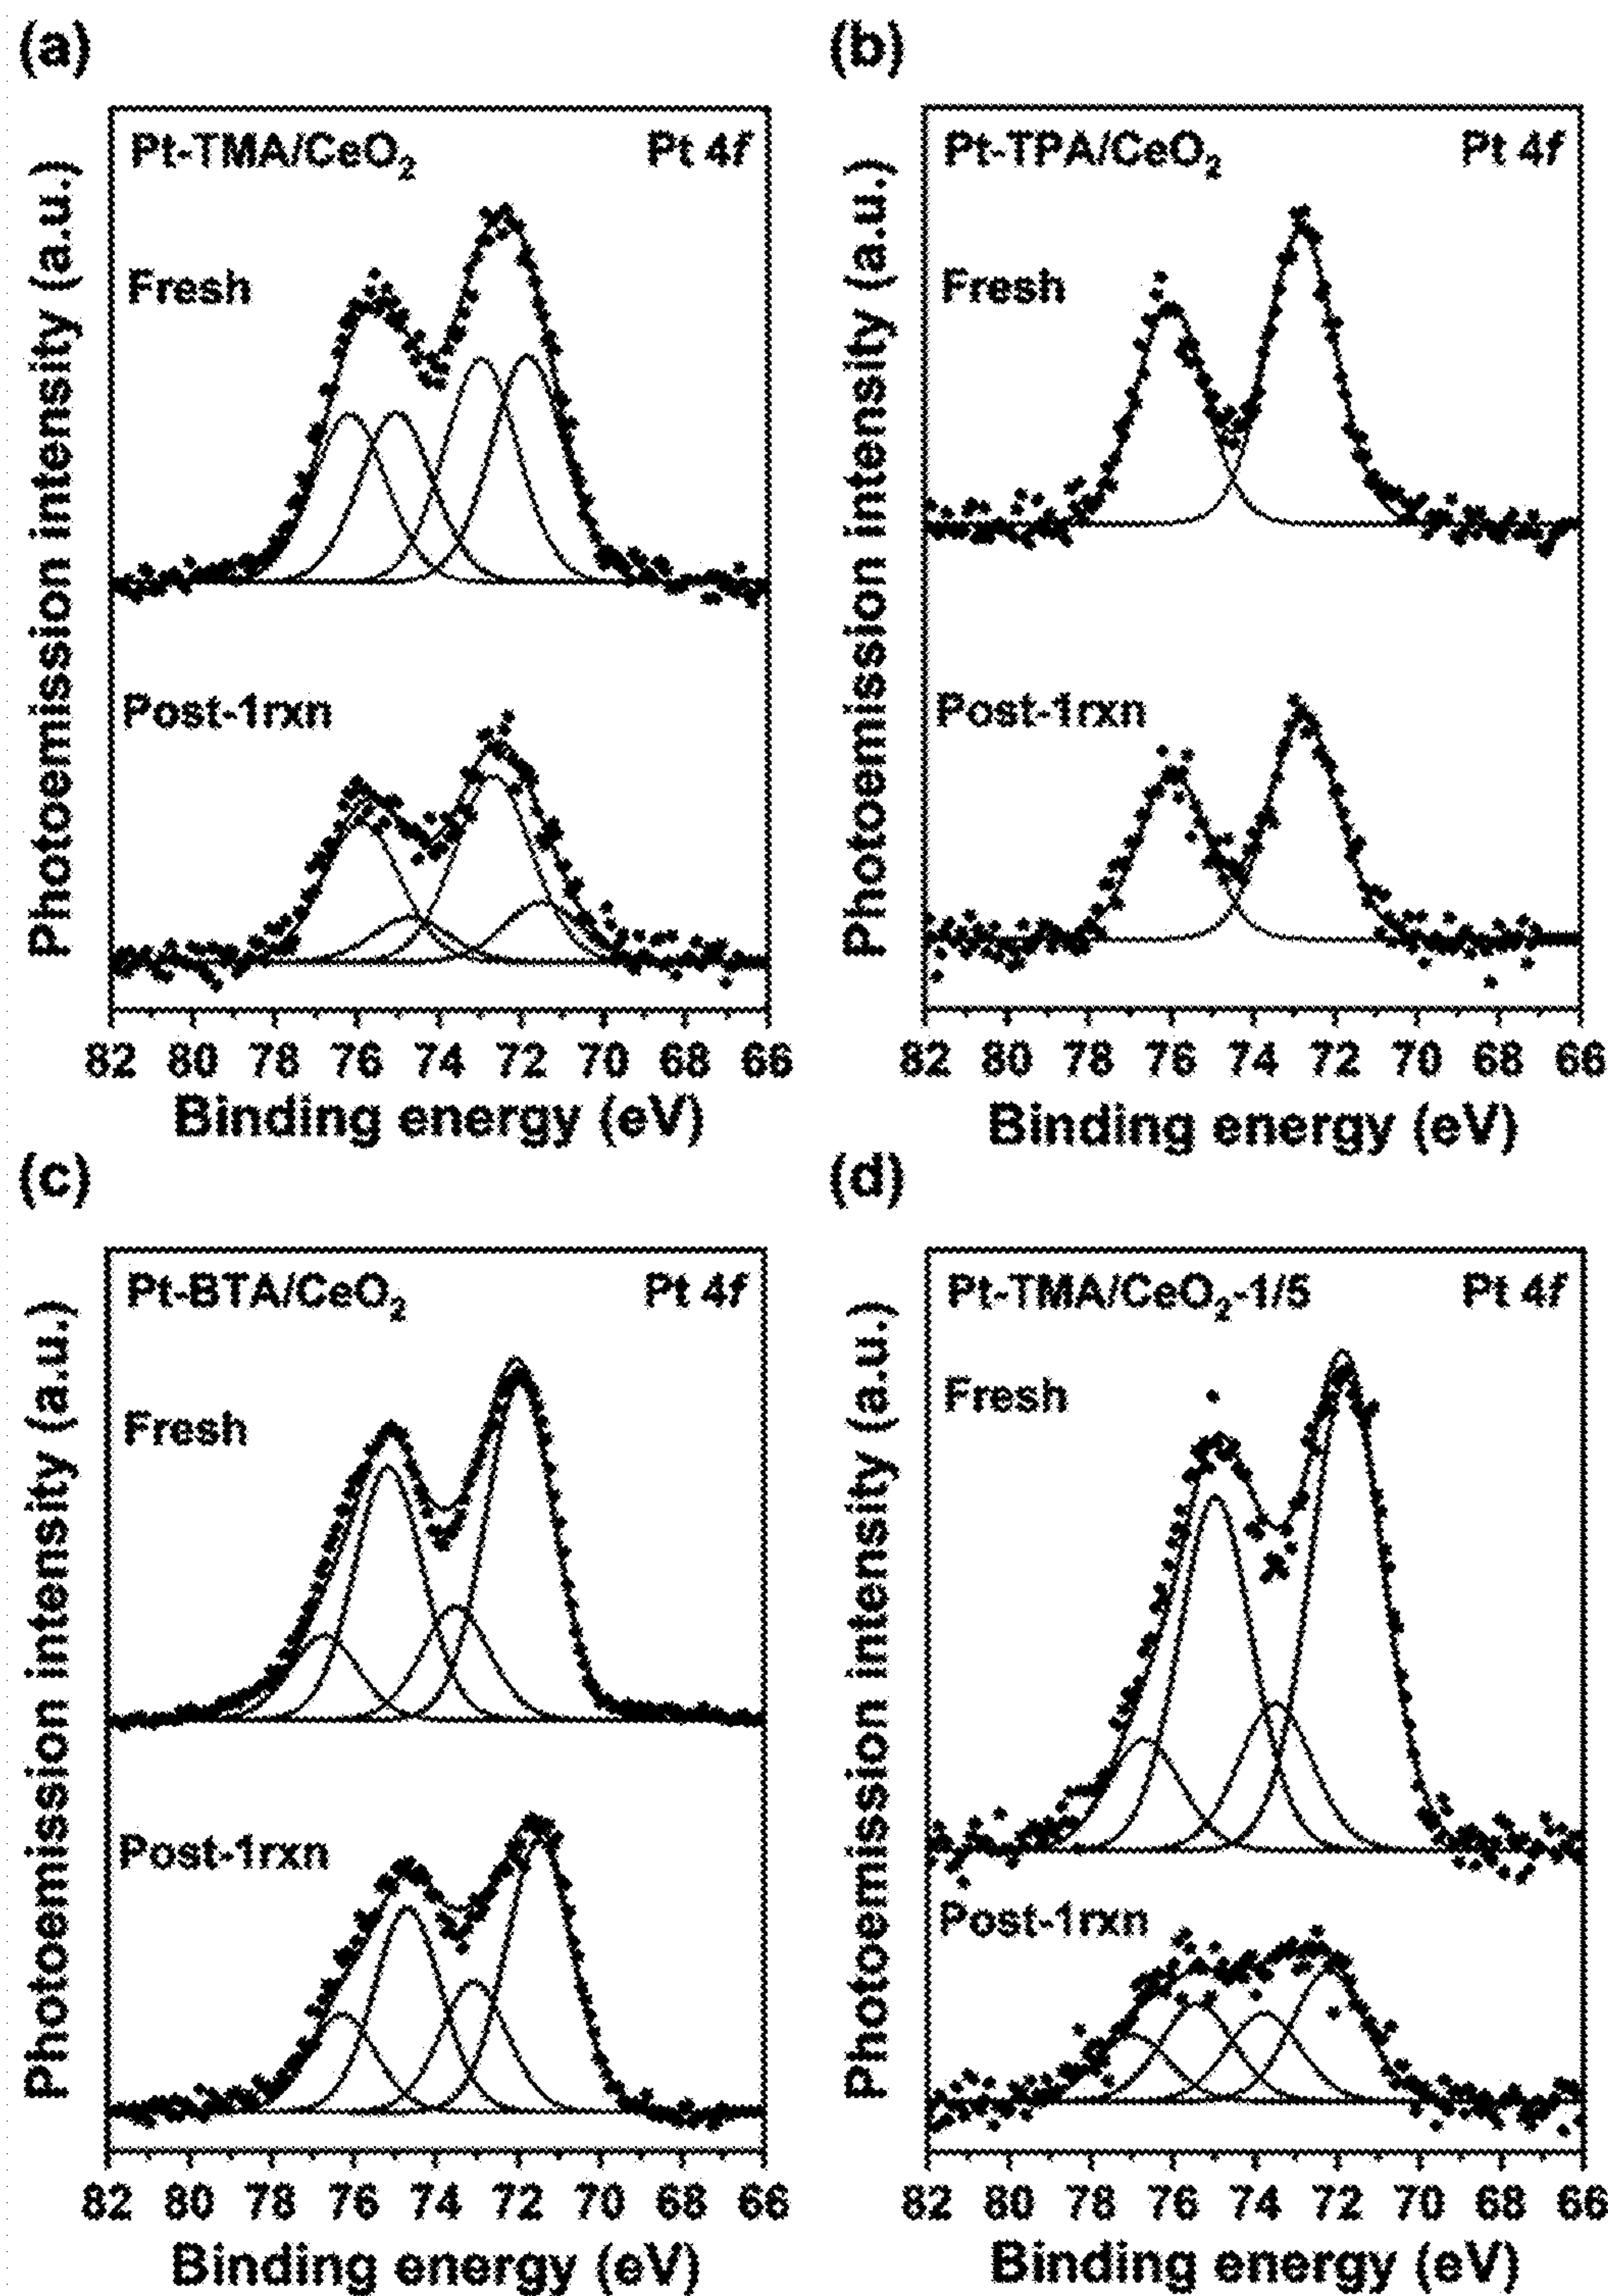 (a)
Photoemission intensity (a.u.)
Pt-TMA/CeO₂ Pt 4f
Fresh
Post-1rxn
82 80 78 76 74 72 70 68 66
Binding energy (eV)
(b)
Photoemission intensity (a.u.)
Pt-TPA/CeO₂ Pt 4f
Fresh
Post-1rxn
82 80 78 76 74 72 70 68 66
Binding energy (eV)
(c)
Photoemission intensity (a.u.)
Pt-BTA/CeO₂ Pt 4f
Fresh
Post-1rxn
82 80 78 76 74 72 70 68 66
Binding energy (eV)
(d)
Photoemission intensity (a.u.)
Pt-TMA/CeO₂-1/5 Pt 4f
Fresh
Post-1rxn
82 80 78 76 74 72 70 68 66
Binding energy (eV)